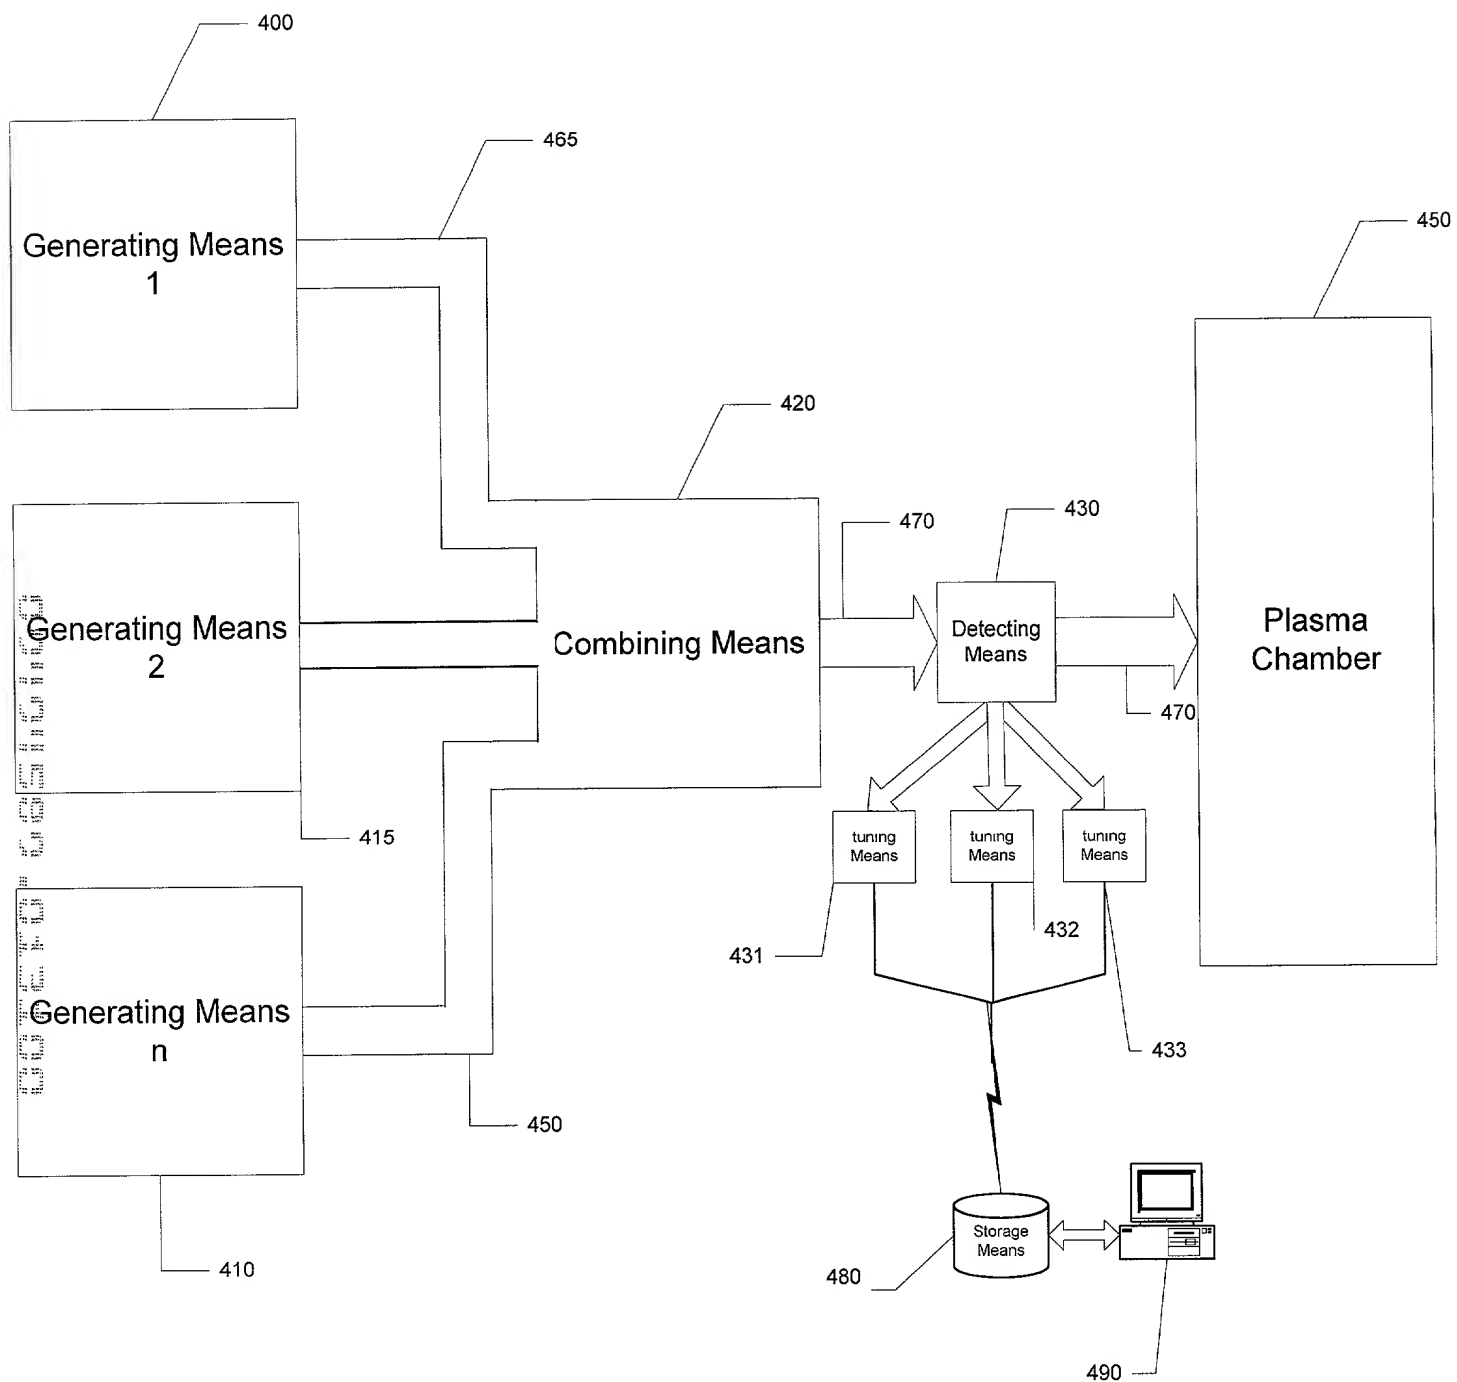 400
465
450
Generating Means
1
420
470
430
Generating Means
2
Combining Means
Detecting
Means
Plasma
Chamber
470
415
tuning
Means
tuning
Means
tuning
Means
431
432
433
Generating Means
n
450
410
Storage
Means
480
490